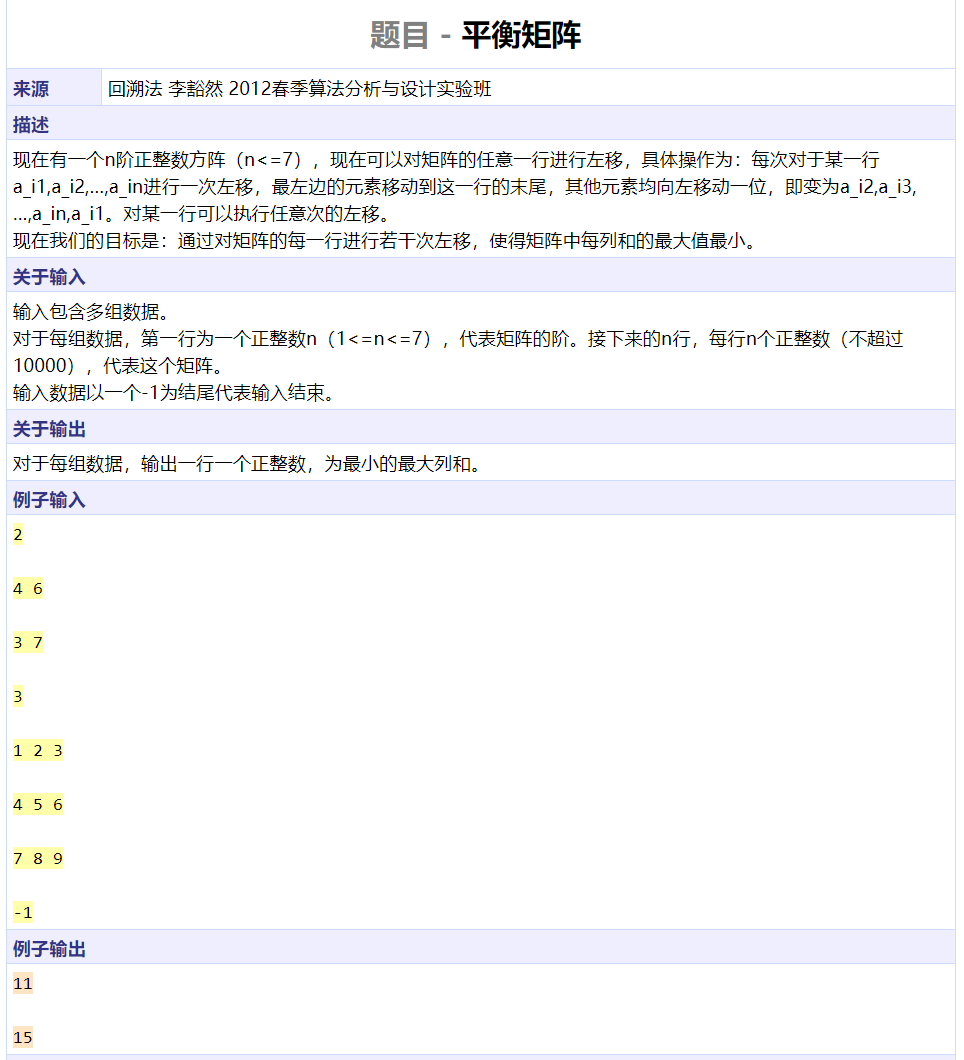 题目 - 平衡矩阵
来源 回溯法 李豁然 2012春季算法分析与设计实验班
描述
现在有一个n阶正整数方阵（n<=7），现在可以对矩阵的任意一行进行左移，具体操作为：每次对于某一行
a_i1,a_i2,...,a_in进行一次左移，最左边的元素移动到这一行的末尾，其他元素均向左移动一位，即变为a_i2,a_i3,
...,a_in,a_i1。对某一行可以执行任意次的左移。
现在我们的目标是：通过对矩阵的每一行进行若干次左移，使得矩阵中每列和的最大值最小。
关于输入
输入包含多组数据。
对于每组数据，第一行为一个正整数n（1<=n<=7），代表矩阵的阶。接下来的n行，每行n个正整数（不超过
10000），代表这个矩阵。
输入数据以一个-1为结尾代表输入结束。
关于输出
对于每组数据，输出一行一个正整数，为最小的最大列和。
例子输入
2
4 6
3 7
3
1 2 3
4 5 6
7 8 9
-1
例子输出
11
15